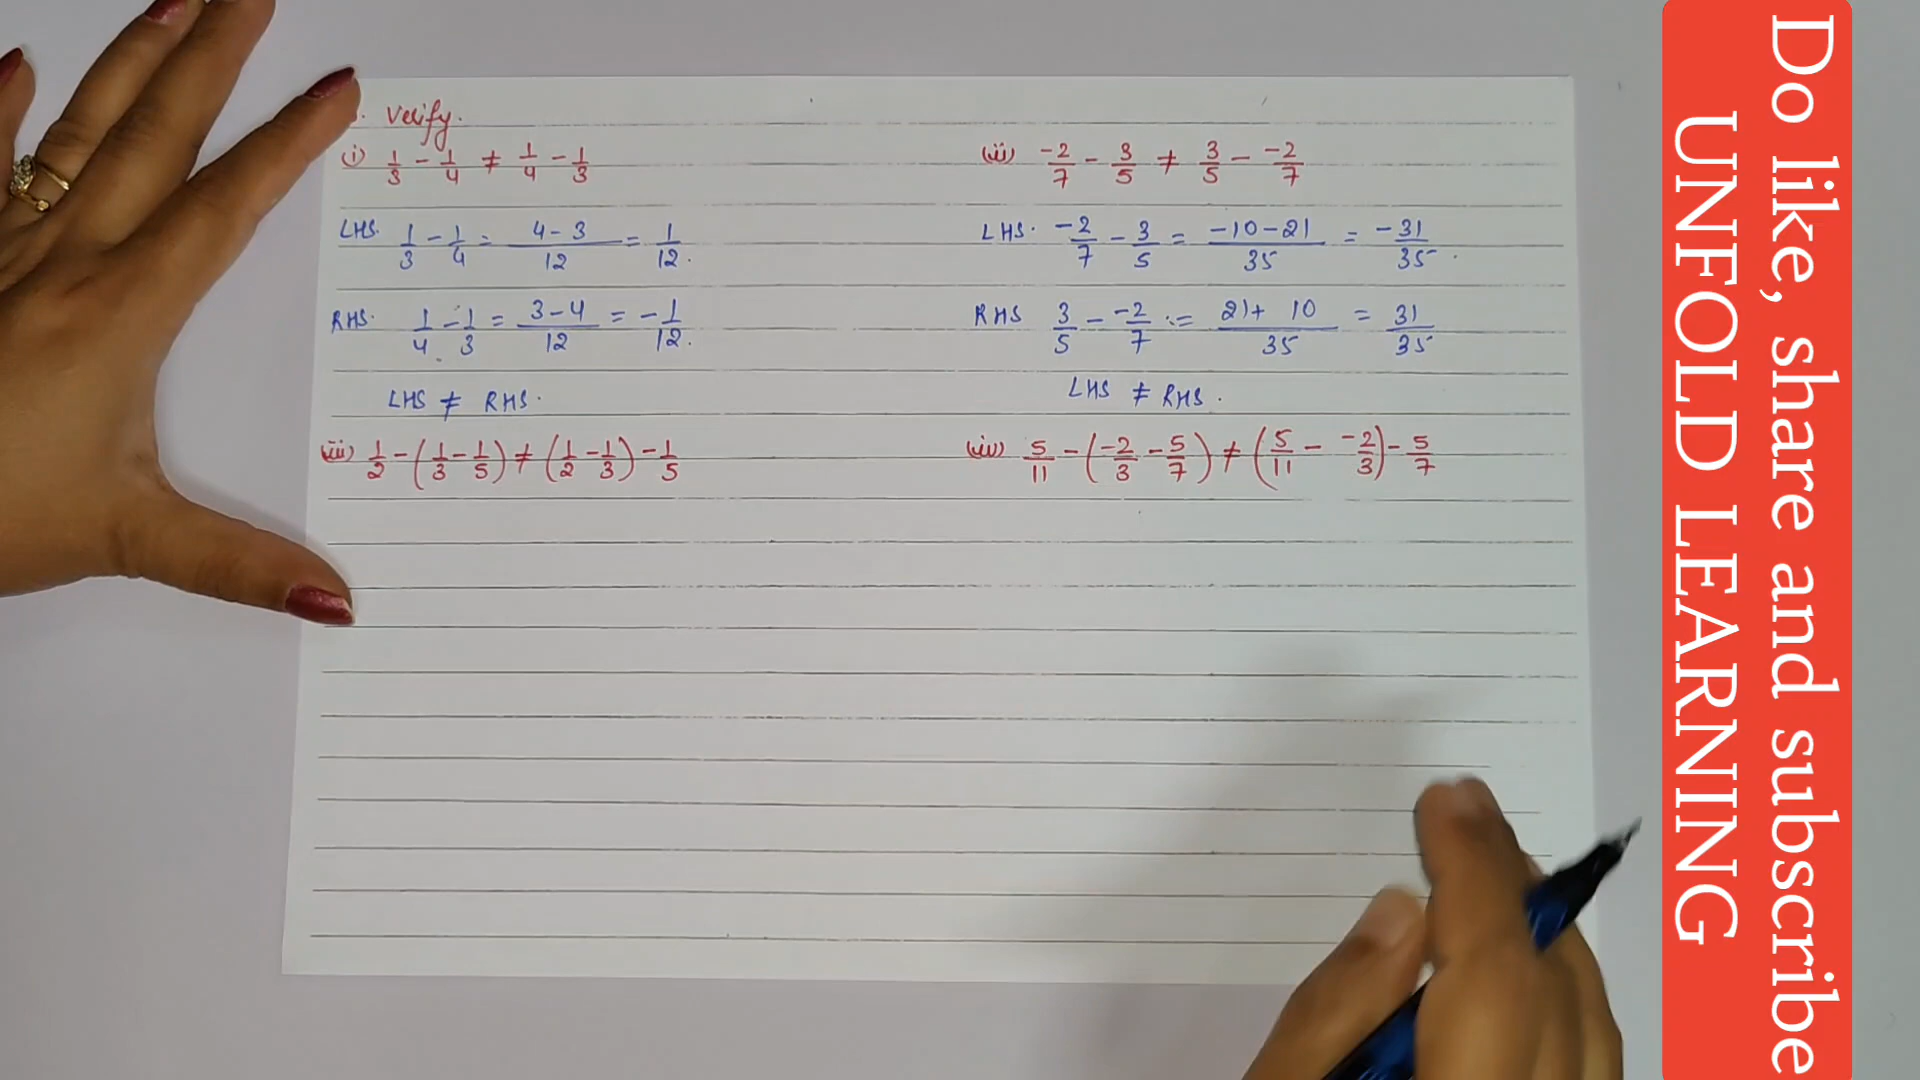 Verify.
(i) 1/3 - 1/4 ≠ 1/4 - 1/3
LHS. 1/3 - 1/4 = (4 - 3)/12 = 1/12.
RHS. 1/4 - 1/3 = (3 - 4)/12 = -1/12.
LHS ≠ RHS.
(iii) 1/2 - (1/3 - 1/5) ≠ (1/2 - 1/3) - 1/5
(ii) -2/7 - 3/5 ≠ 3/5 - -2/7
LHS. -2/7 - 3/5 = (-10 - 21)/35 = -31/35.
RHS 3/5 - -2/7 = (21 + 10)/35 = 31/35
LHS ≠ RHS.
(iv) 5/11 - (-2/3 - 5/7) ≠ (5/11 - -2/3) - 5/7
Do like, share and subscribe
UNFOLD LEARNING